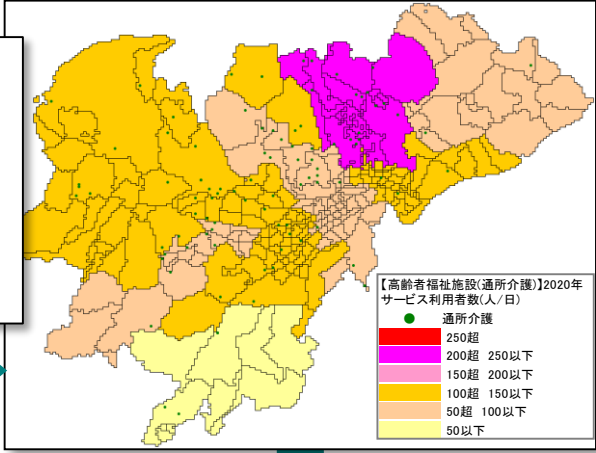 【高齢者福祉施設(通所介護)】2020年
サービス利用者数(人/日)
通所介護
250超
200超 250以下
150超 200以下
100超 150以下
50超 100以下
50以下